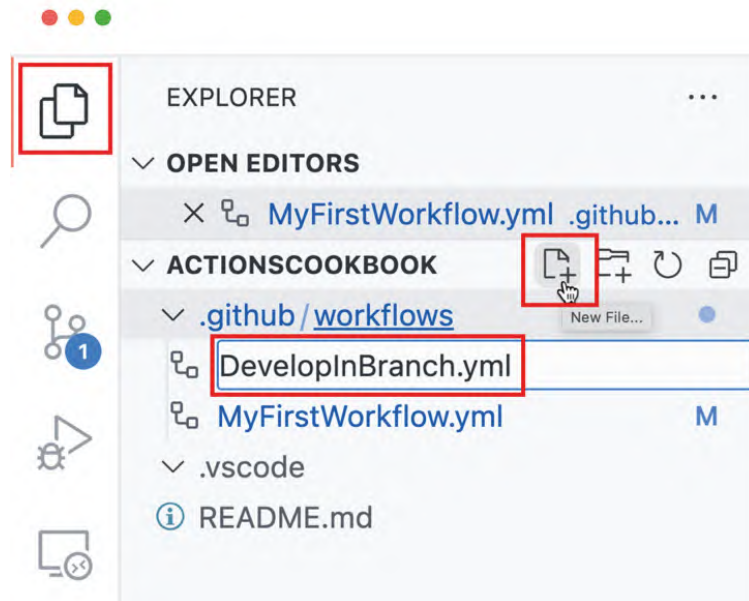 EXPLORER
OPEN EDITORS
MyFirstWorkflow.yml .github... M
ACTIONSCOOKBOOK
.github/workflows
New File...
1
DevelopInBranch.yml
MyFirstWorkflow.yml M
.vscode
README.md